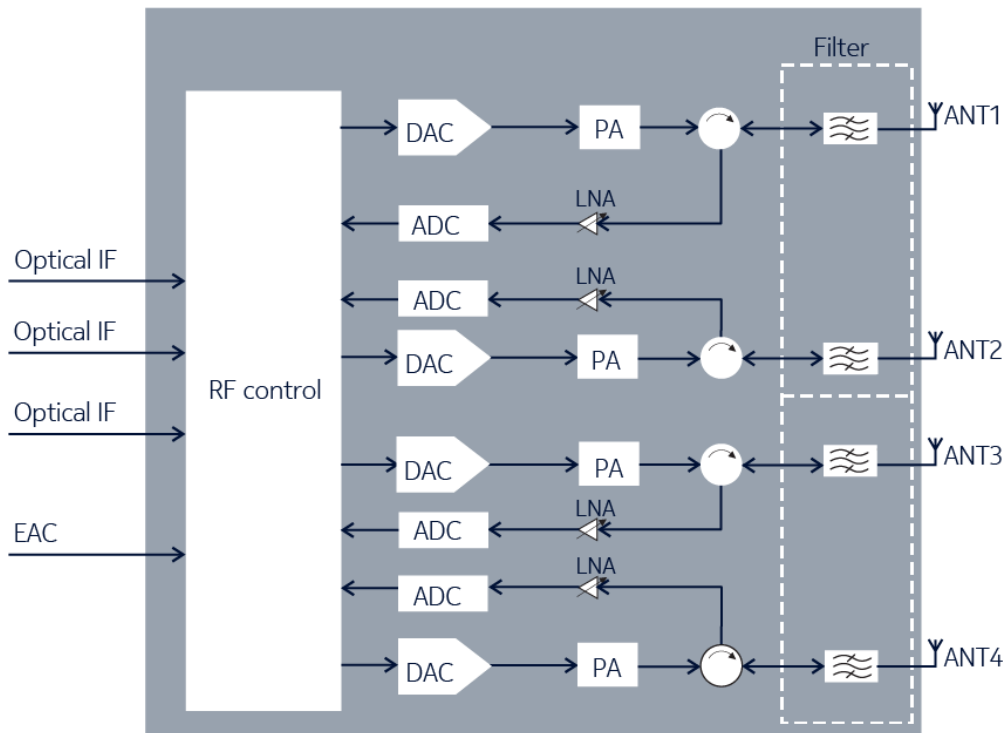 Filter
DAC
PA
ANT1
LNA
ADC
Optical IF
LNA
ADC
Optical IF
DAC
PA
ANT2
RF control
Optical IF
DAC
PA
ANT3
LNA
EAC
ADC
LNA
ADC
DAC
PA
ANT4